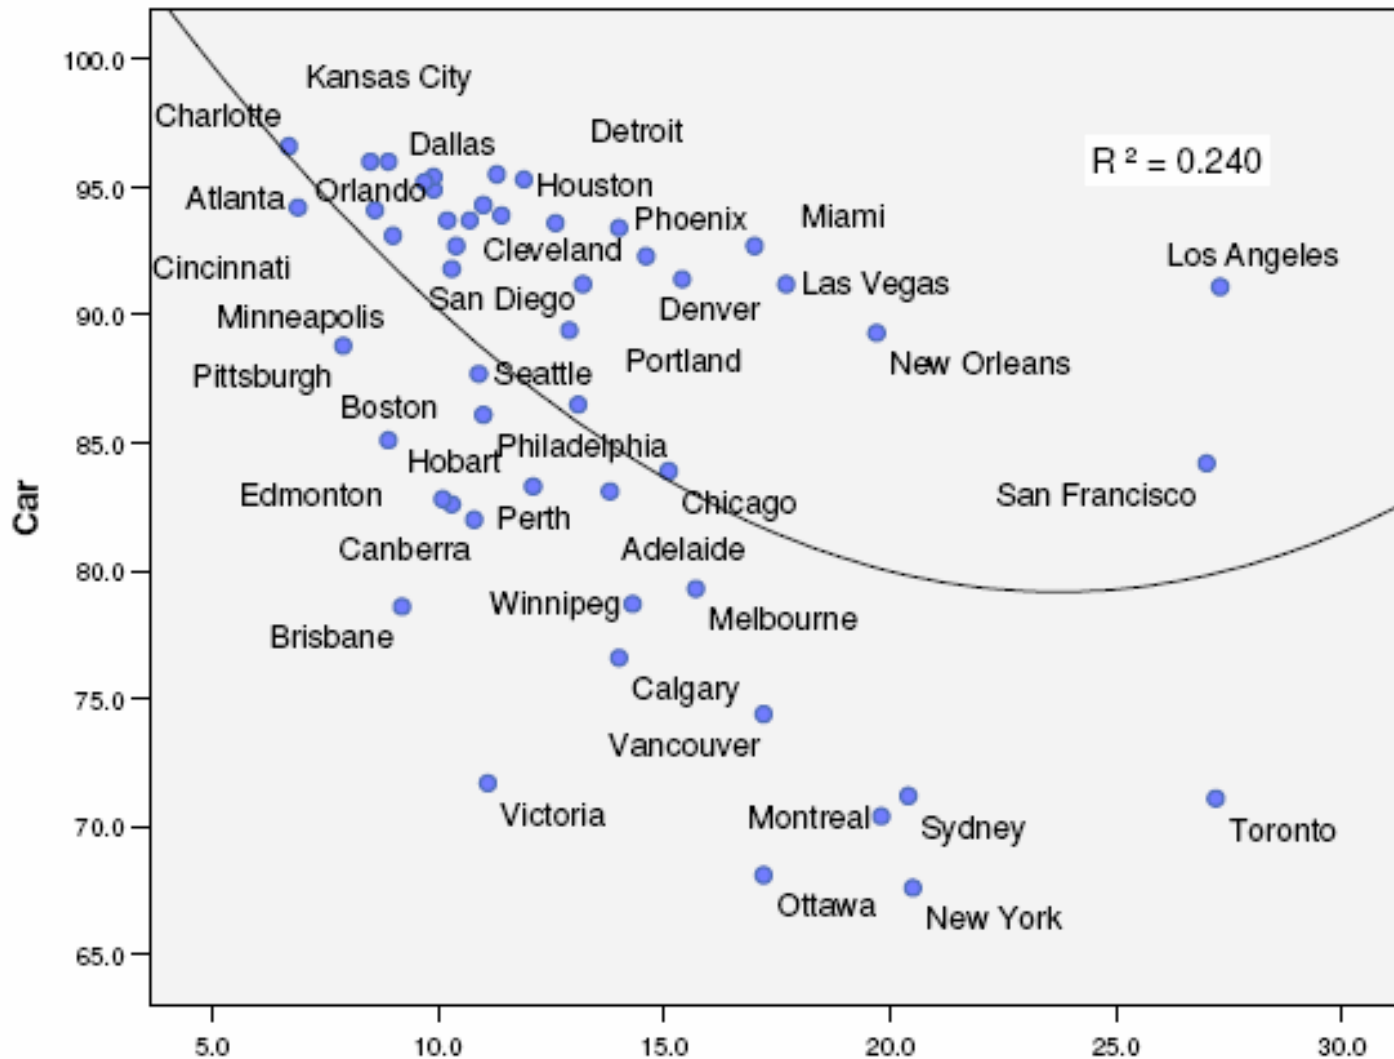 100.0
Kansas City
Charlotte
Detroit
Dallas
R ² = 0.240
95.0
Orlando
Houston
Atlanta
Phoenix
Miami
Cleveland
Los Angeles
Cincinnati
Las Vegas
San Diego
Denver
90.0
Minneapolis
Portland
New Orleans
Pittsburgh
Seattle
Boston
85.0
Philadelphia
Hobart
Edmonton
San Francisco
Chicago
Car
Perth
Canberra
Adelaide
80.0
Winnipeg
Melbourne
Brisbane
Calgary
75.0
Vancouver
Victoria
Montreal
70.0
Sydney
Toronto
Ottawa
New York
65.0
5.0 10.0 15.0 20.0 25.0 30.0